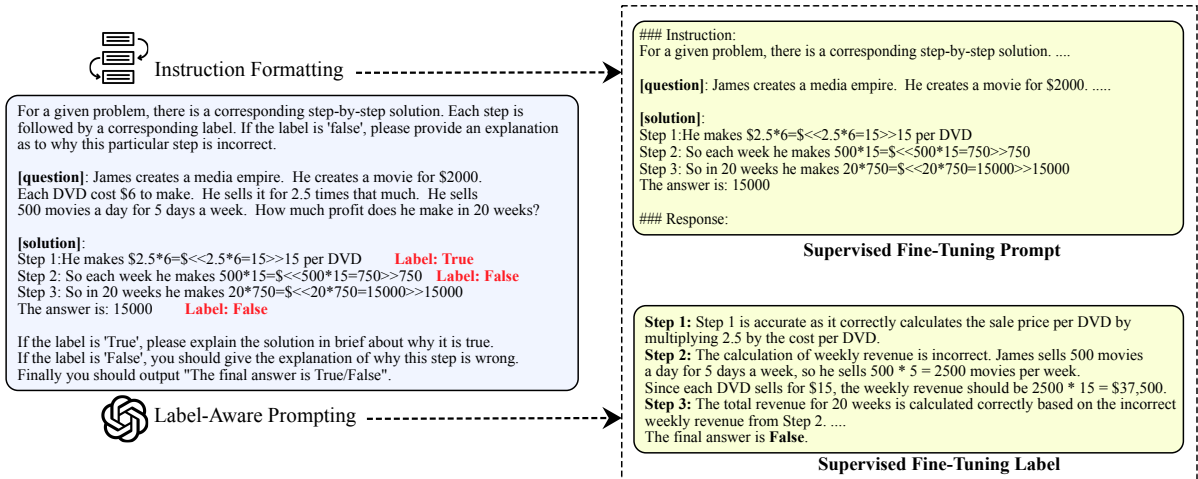 Instruction Formatting
For a given problem, there is a corresponding step-by-step solution. Each step is
followed by a corresponding label. If the label is 'false', please provide an explanation
as to why this particular step is incorrect.
[question]: James creates a media empire. He creates a movie for $2000.
Each DVD cost $6 to make. He sells it for 2.5 times that much. He sells
500 movies a day for 5 days a week. How much profit does he make in 20 weeks?
[solution]:
Step 1:He makes $2.5*6=$<<2.5*6=15>>15 per DVD Label: True
Step 2: So each week he makes 500*15=$<<500*15=750>>750 Label: False
Step 3: So in 20 weeks he makes 20*750=$<<20*750=15000>>15000
The answer is: 15000 Label: False
If the label is 'True', please explain the solution in brief about why it is true.
If the label is 'False', you should give the explanation of why this step is wrong.
Finally you should output "The final answer is True/False".
Label-Aware Prompting
### Instruction:
For a given problem, there is a corresponding step-by-step solution. ....
[question]: James creates a media empire. He creates a movie for $2000. .....
[solution]:
Step 1:He makes $2.5*6=$<<2.5*6=15>>15 per DVD
Step 2: So each week he makes 500*15=$<<500*15=750>>750
Step 3: So in 20 weeks he makes 20*750=$<<20*750=15000>>15000
The answer is: 15000
### Response:
Supervised Fine-Tuning Prompt
Step 1: Step 1 is accurate as it correctly calculates the sale price per DVD by
multiplying 2.5 by the cost per DVD.
Step 2: The calculation of weekly revenue is incorrect. James sells 500 movies
a day for 5 days a week, so he sells 500 * 5 = 2500 movies per week.
Since each DVD sells for $15, the weekly revenue should be 2500 * 15 = $37,500.
Step 3: The total revenue for 20 weeks is calculated correctly based on the incorrect
weekly revenue from Step 2. ....
The final answer is False.
Supervised Fine-Tuning Label